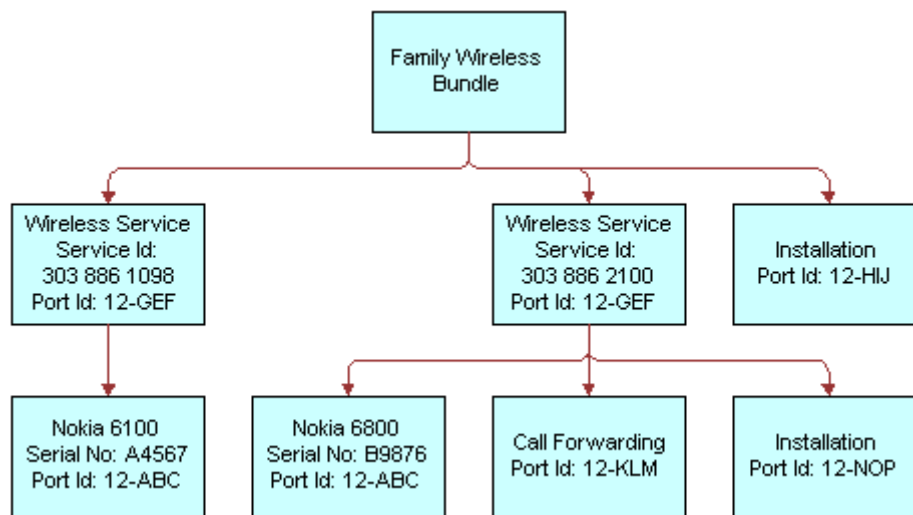 Family Wireless
Bundle
Wireless Service
Service Id:
303 886 1098
Port Id: 12-GEF
Wireless Service
Service Id:
303 886 2100
Port Id: 12-GEF
Installation
Port Id: 12-HIJ
Nokia 6100
Serial No: A4567
Port Id: 12-ABC
Nokia 6800
Serial No: B9876
Port Id: 12-ABC
Call Forwarding
Port Id: 12-KLM
Installation
Port Id: 12-NOP